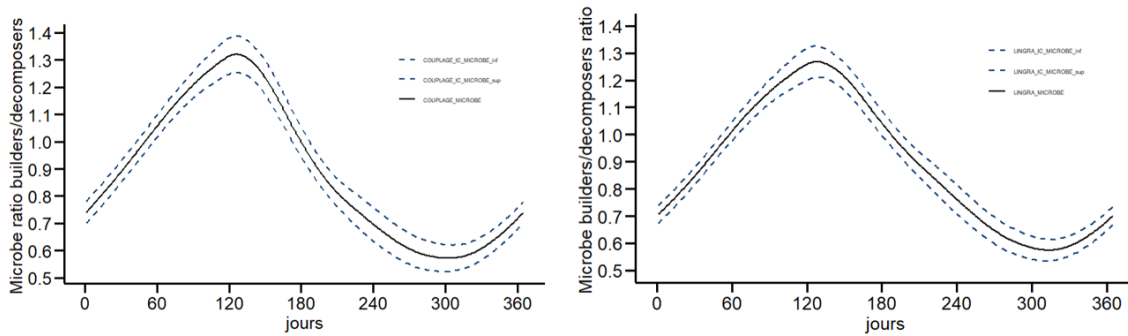 Microbe ratio builders/decomposers
1.4
1.3
1.2
1.1
1.0
0.9
0.8
0.7
0.6
0.5
0 60 120 180 240 300 360
jours
COUPLAGE_IC_MICROBE_inf
COUPLAGE_IC_MICROBE_sup
COUPLAGE_MICROBE
Microbe builders/decomposers ratio
1.4
1.3
1.2
1.1
1.0
0.9
0.8
0.7
0.6
0.5
0 60 120 180 240 300 360
jours
LINGRA_IC_MICROBE_inf
LINGRA_IC_MICROBE_sup
LINGRA_MICROBE